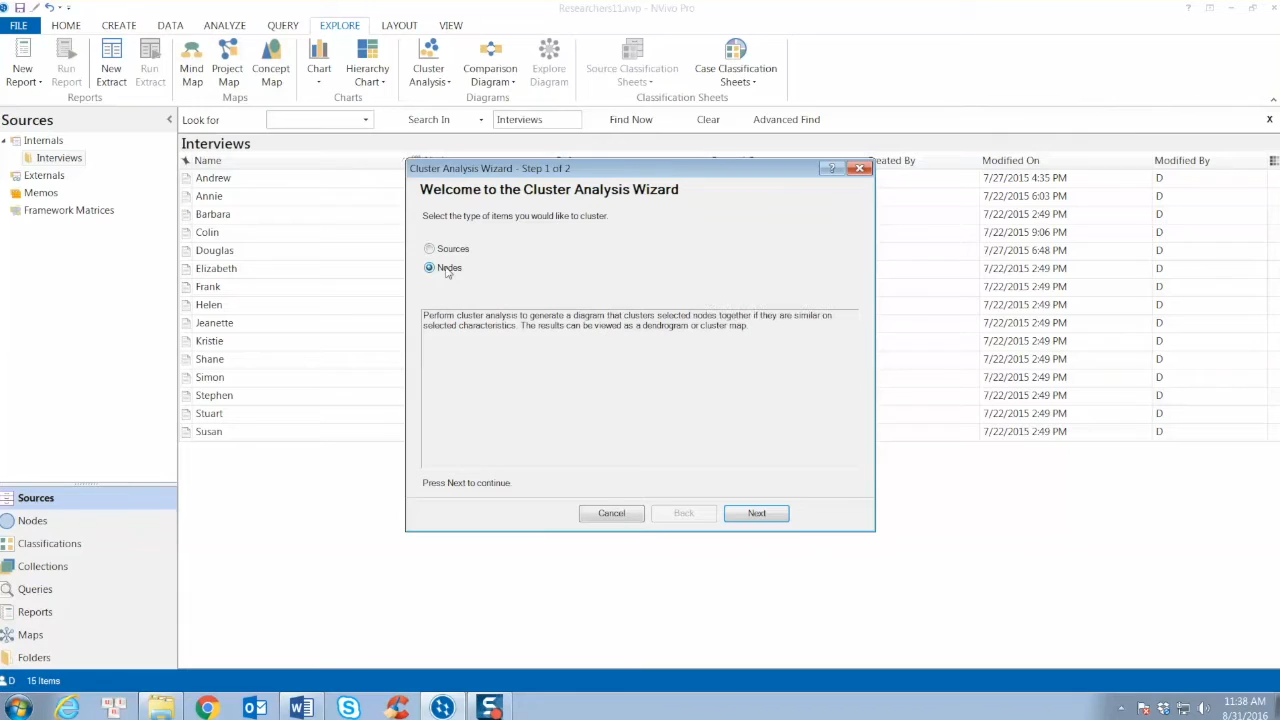 Researchers11.nvp - NVivo Pro
FILE HOME CREATE DATA ANALYZE QUERY EXPLORE LAYOUT VIEW
New Report Run Report New Extract Run Extract Mind Map Project Map Concept Map Chart Hierarchy Chart Cluster Analysis Comparison Diagram Explore Diagram Source Classification Sheets Case Classification Sheets
Reports Maps Charts Diagrams Classification Sheets
Sources
Look for Search In Interviews Find Now Clear Advanced Find X
Internals
Interviews
Externals
Memos
Framework Matrices
Interviews
Name Created By Modified On Modified By
Andrew 7/27/2015 4:35 PM D
Annie 7/22/2015 6:03 PM D
Barbara 7/22/2015 2:49 PM D
Colin 7/22/2015 9:06 PM D
Douglas 7/27/2015 6:48 PM D
Elizabeth 7/22/2015 2:49 PM D
Frank 7/22/2015 2:49 PM D
Helen 7/22/2015 2:49 PM D
Jeanette 7/22/2015 2:49 PM D
Kristie 7/22/2015 2:49 PM D
Shane 7/22/2015 2:49 PM D
Simon 7/22/2015 2:49 PM D
Stephen 7/22/2015 2:49 PM D
Stuart 7/22/2015 2:49 PM D
Susan 7/22/2015 2:49 PM D
Cluster Analysis Wizard - Step 1 of 2
Welcome to the Cluster Analysis Wizard
Select the type of items you would like to cluster.
Sources
Nodes
Perform cluster analysis to generate a diagram that clusters selected nodes together if they are similar on
selected characteristics. The results can be viewed as a dendrogram or cluster map.
Press Next to continue.
Cancel Back Next
Sources
Nodes
Classifications
Collections
Queries
Reports
Maps
Folders
D 15 Items
11:38 AM
8/31/2016